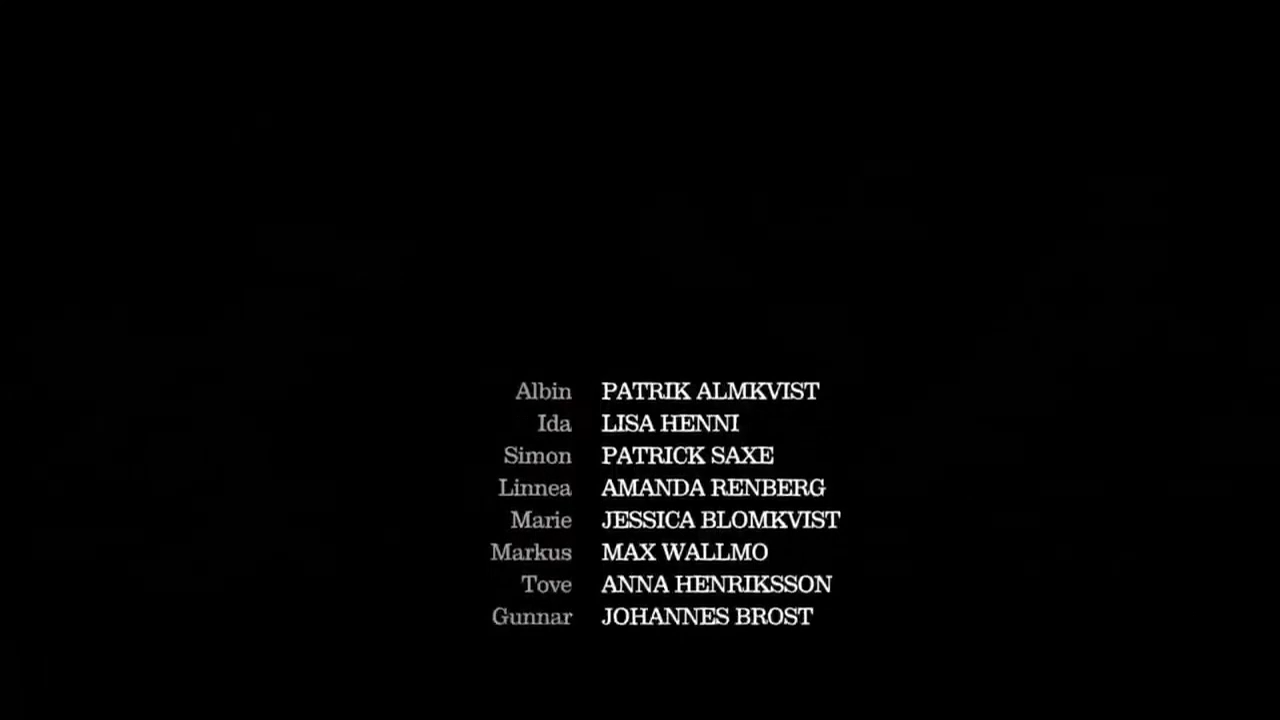 Albin PATRIK ALMKVIST
Ida LISA HENNI
Simon PATRICK SAXE
Linnea AMANDA RENBERG
Marie JESSICA BLOMKVIST
Markus MAX WALLMO
Tove ANNA HENRIKSSON
Gunnar JOHANNES BROST